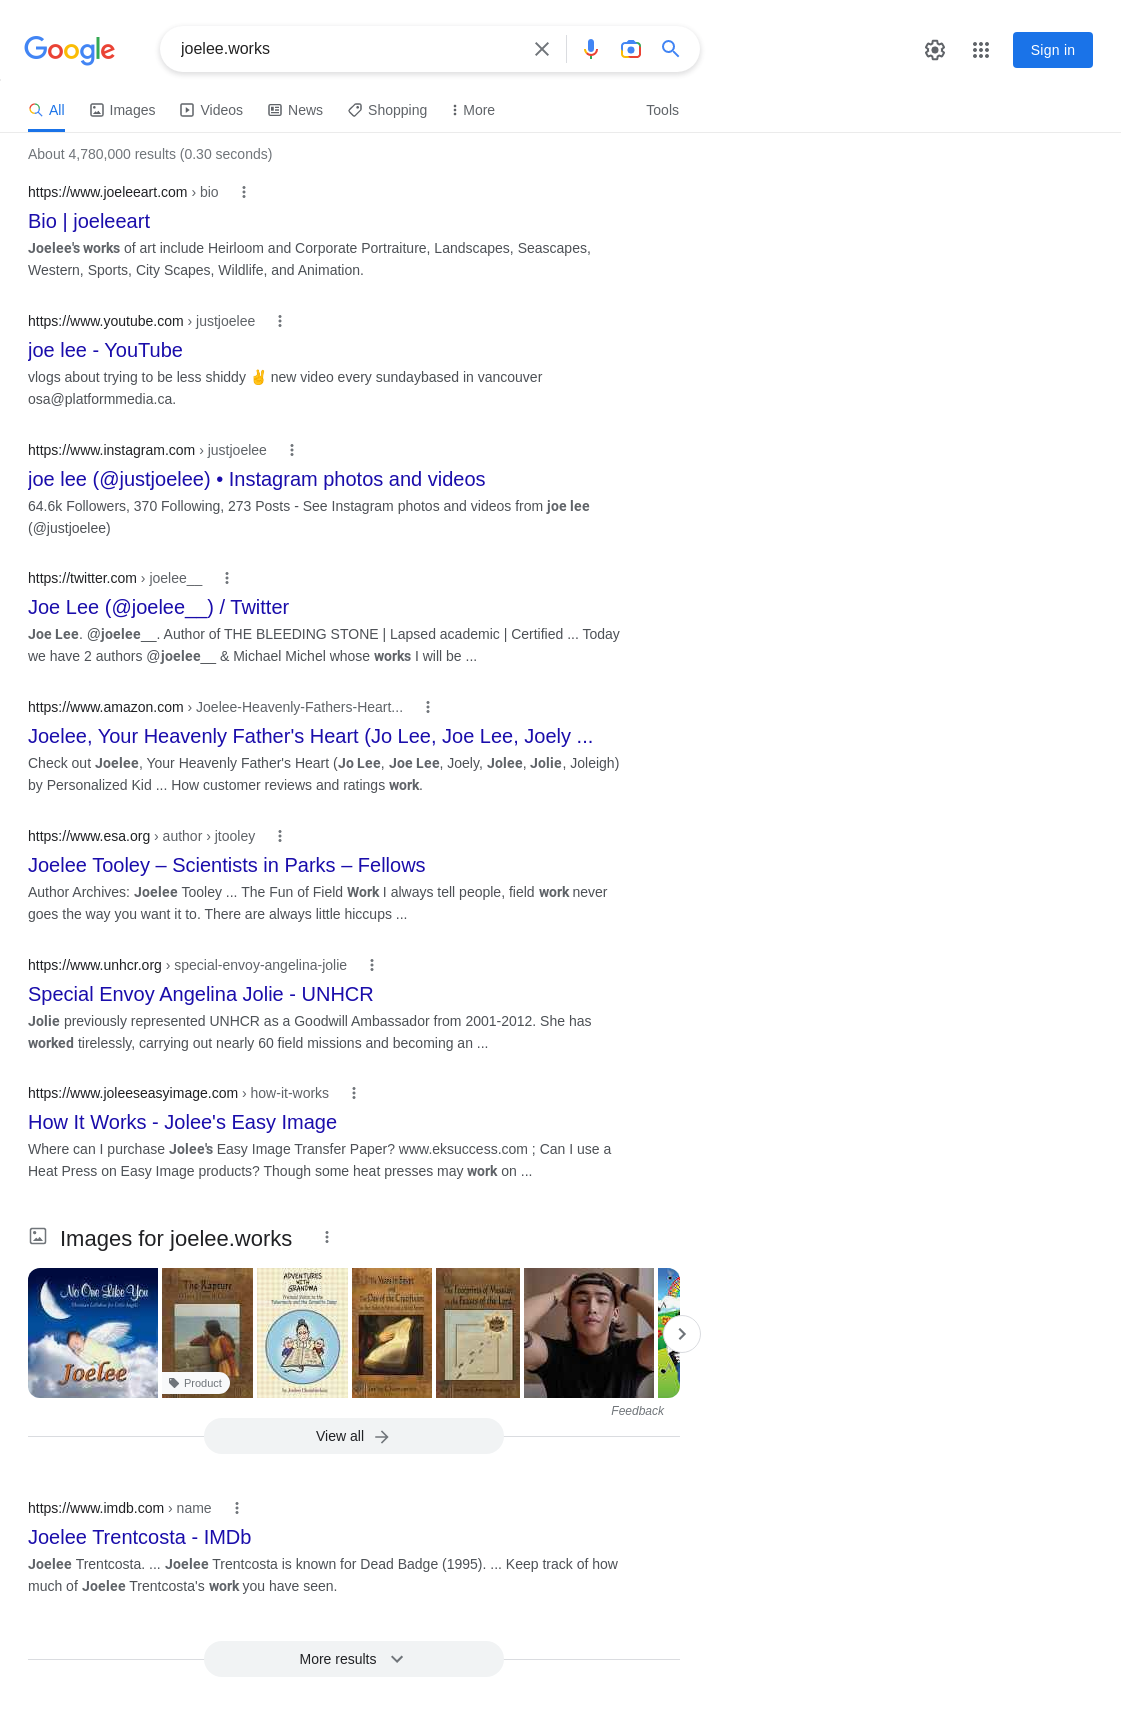 Google
joelee.works
Sign in
All
Images
Videos
News
Shopping
More
Tools
About 4,780,000 results (0.30 seconds)
https://www.joeleeart.com › bio
Bio | joeleeart
Joelee's works of art include Heirloom and Corporate Portraiture, Landscapes, Seascapes,
Western, Sports, City Scapes, Wildlife, and Animation.
https://www.youtube.com › justjoelee
joe lee - YouTube
vlogs about trying to be less shiddy ✌ new video every sundaybased in vancouver
osa@platformmedia.ca.
https://www.instagram.com › justjoelee
joe lee (@justjoelee) • Instagram photos and videos
64.6k Followers, 370 Following, 273 Posts - See Instagram photos and videos from joe lee
(@justjoelee)
https://twitter.com › joelee__
Joe Lee (@joelee__) / Twitter
Joe Lee. @joelee__. Author of THE BLEEDING STONE | Lapsed academic | Certified ... Today
we have 2 authors @joelee__ & Michael Michel whose works I will be ...
https://www.amazon.com › Joelee-Heavenly-Fathers-Heart...
Joelee, Your Heavenly Father's Heart (Jo Lee, Joe Lee, Joely ...
Check out Joelee, Your Heavenly Father's Heart (Jo Lee, Joe Lee, Joely, Jolee, Jolie, Joleigh)
by Personalized Kid ... How customer reviews and ratings work.
https://www.esa.org › author › jtooley
Joelee Tooley – Scientists in Parks – Fellows
Author Archives: Joelee Tooley ... The Fun of Field Work I always tell people, field work never
goes the way you want it to. There are always little hiccups ...
https://www.unhcr.org › special-envoy-angelina-jolie
Special Envoy Angelina Jolie - UNHCR
Jolie previously represented UNHCR as a Goodwill Ambassador from 2001-2012. She has
worked tirelessly, carrying out nearly 60 field missions and becoming an ...
https://www.joleeseasyimage.com › how-it-works
How It Works - Jolee's Easy Image
Where can I purchase Jolee's Easy Image Transfer Paper? www.eksuccess.com ; Can I use a
Heat Press on Easy Image products? Though some heat presses may work on ...
Images for joelee.works
No One Like You
Joelee
The Rapture
Product
ADVENTURES
WITH
GRANDMA
Feedback
View all
https://www.imdb.com › name
Joelee Trentcosta - IMDb
Joelee Trentcosta. ... Joelee Trentcosta is known for Dead Badge (1995). ... Keep track of how
much of Joelee Trentcosta's work you have seen.
More results